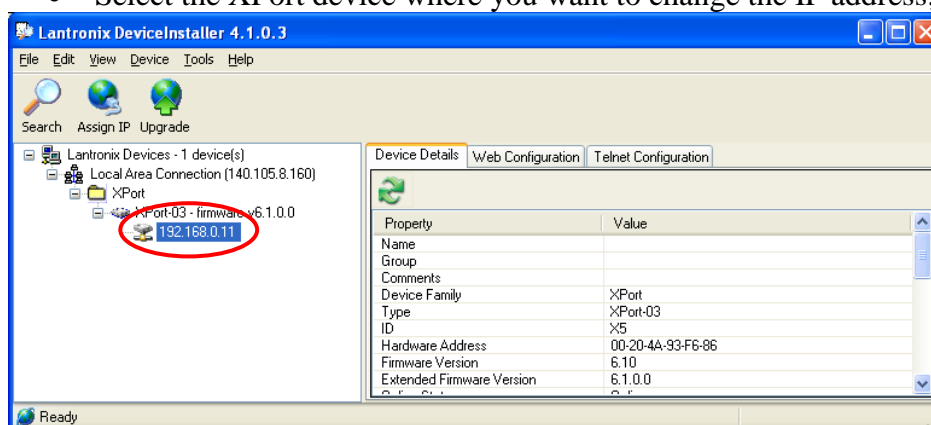 Select the XPort device where you want to change the IP address.
Lantronix DeviceInstaller 4.1.0.3
File Edit View Device Tools Help
Search Assign IP Upgrade
Lantronix Devices - 1 device(s)
Local Area Connection (140.105.8.160)
XPort
XPort-03 - firmware v6.1.0.0
192.168.0.11
Device Details Web Configuration Telnet Configuration
Property Value
Name
Group
Comments
Device Family XPort
Type XPort-03
ID X5
Hardware Address 00-20-4A-93-F6-86
Firmware Version 6.10
Extended Firmware Version 6.1.0.0
Ready